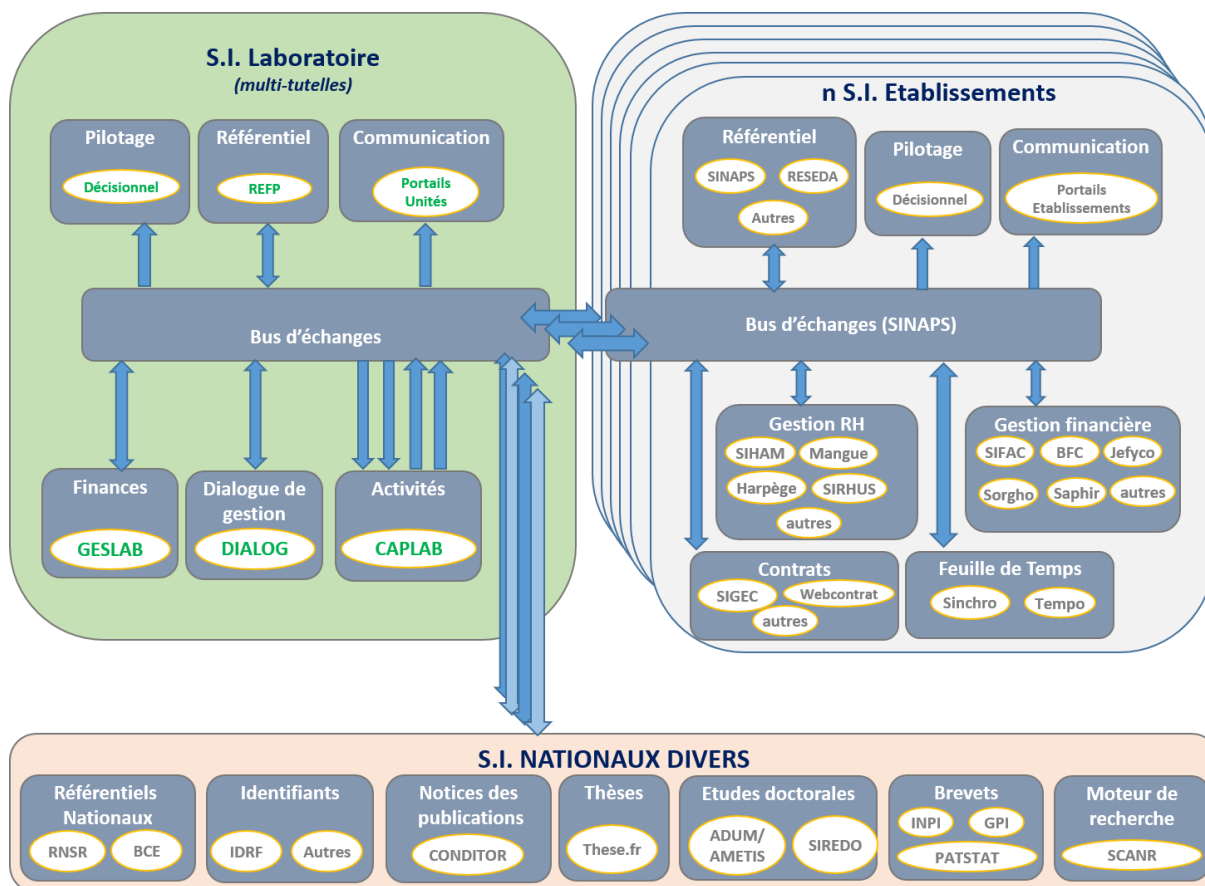 S.I. Laboratoire
(multi-tutelles)
Pilotage
Décisionnel
Référentiel
REFP
Communication
Portails
Unités
Bus d'échanges
Finances
GESLAB
Dialogue de
gestion
DIALOG
Activités
CAPLAB
n S.I. Etablissements
Référentiel
SINAPS
RESEDA
Autres
Pilotage
Décisionnel
Communication
Portails
Etablissements
Bus d'échanges (SINAPS)
Gestion RH
SIHAM
Mangue
Harpège
SIRHUS
autres
Gestion financière
SIFAC
BFC
Jefyco
Sorgho
Saphir
autres
Contrats
SIGEC
Webcontrat
autres
Feuille de Temps
Sinchro
Tempo
S.I. NATIONAUX DIVERS
Référentiels
Nationaux
RNSR
BCE
Identifiants
IDRF
Autres
Notices des
publications
CONDITOR
Thèses
These.fr
Etudes doctorales
ADUM/
AMETIS
SIREDO
Brevets
INPI
GPI
PATSTAT
Moteur de
recherche
SCANR